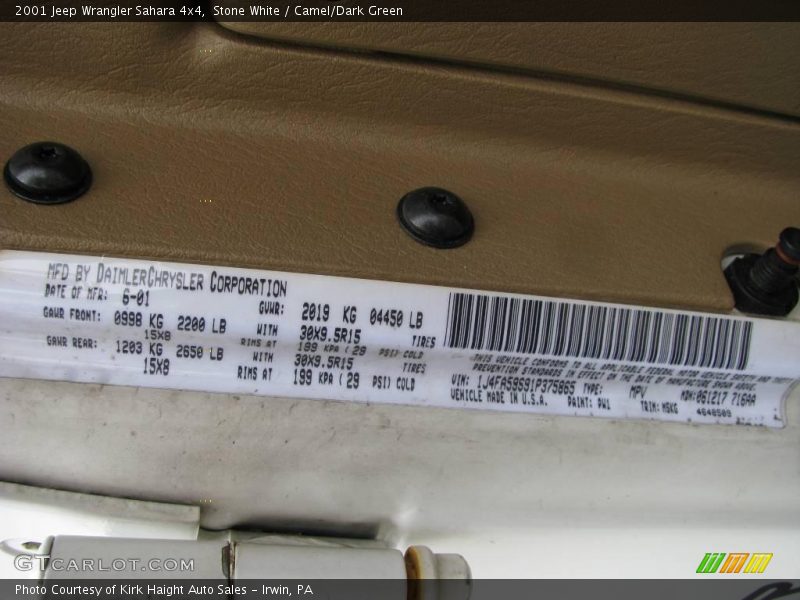 2001 Jeep Wrangler Sahara 4x4, Stone White / Camel/Dark Green
MFD BY DAIMLERCHRYSLER CORPORATION
DATE OF MFR: 6-01 GVWR: 2019 KG 04450 LB
GAWR FRONT: 0998 KG 2200 LB WITH 30X9.5R15 TIRES
15X8 RIMS AT 199 KPA ( 29 PSI) COLD
GAWR REAR: 1203 KG 2650 LB WITH 30X9.5R15 TIRES
15X8 RIMS AT 199 KPA ( 29 PSI) COLD
THIS VEHICLE CONFORMS TO ALL APPLICABLE FEDERAL MOTOR VEHICLE AND THEFT
PREVENTION STANDARDS IN EFFECT ON THE DATE OF MANUFACTURE SHOWN ABOVE.
VIN: 1J4FA59S91P375865 TYPE: MPV MDH:061217 716AA
VEHICLE MADE IN U.S.A. PAINT: PW1 TRIM: MSKG 4648509
GTCARLOT.COM
Photo Courtesy of Kirk Haight Auto Sales - Irwin, PA